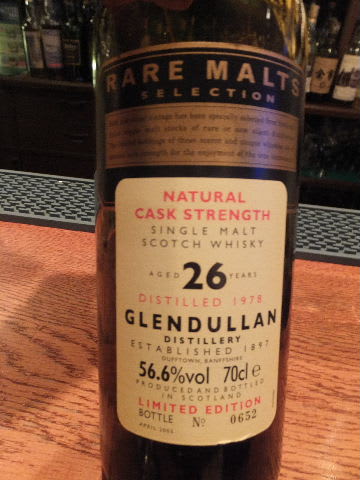 RARE MALTS
SELECTION
NATURAL
CASK STRENGTH
SINGLE MALT
SCOTCH WHISKY
AGED 26 YEARS
DISTILLED 1978
GLENDULLAN
DISTILLERY
ESTABLISHED 1897
DUFFTOWN, BANFFSHIRE
56.6%vol 70cl e
PRODUCED AND BOTTLED
IN SCOTLAND
LIMITED EDITION
BOTTLE No 0652
APRIL 2005